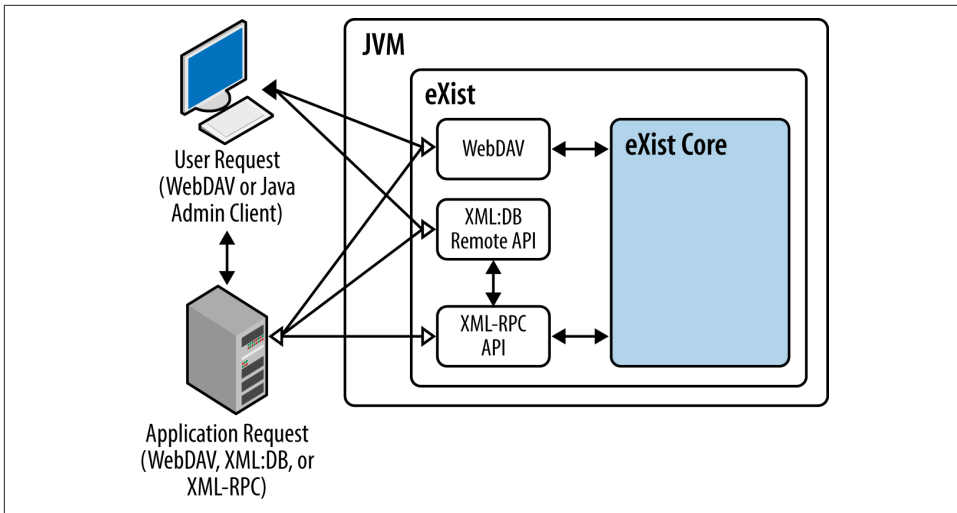 JVM
eXist
WebDAV
eXist Core
XML:DB
Remote API
XML-RPC
API
User Request
(WebDAV or Java
Admin Client)
Application Request
(WebDAV, XML:DB, or
XML-RPC)